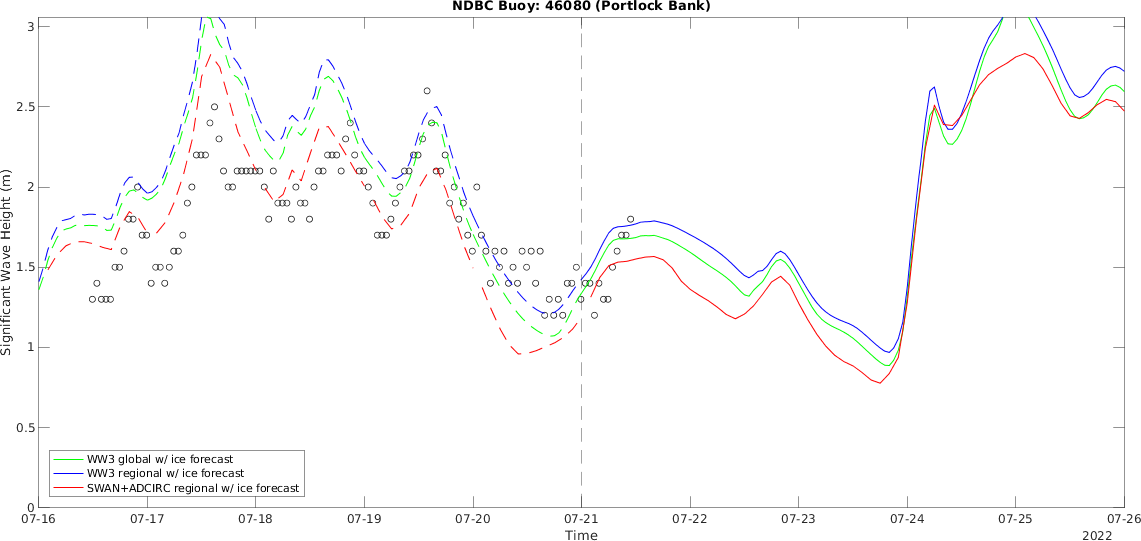 NDBC Buoy: 46080 (Portlock Bank)
3
2.5
2
1.5
1
0.5
0
Significant Wave Height (m)
WW3 global w/ ice forecast
WW3 regional w/ ice forecast
SWAN+ADCIRC regional w/ ice forecast
07-16 07-17 07-18 07-19 07-20 07-21 07-22 07-23 07-24 07-25 07-26
Time
2022